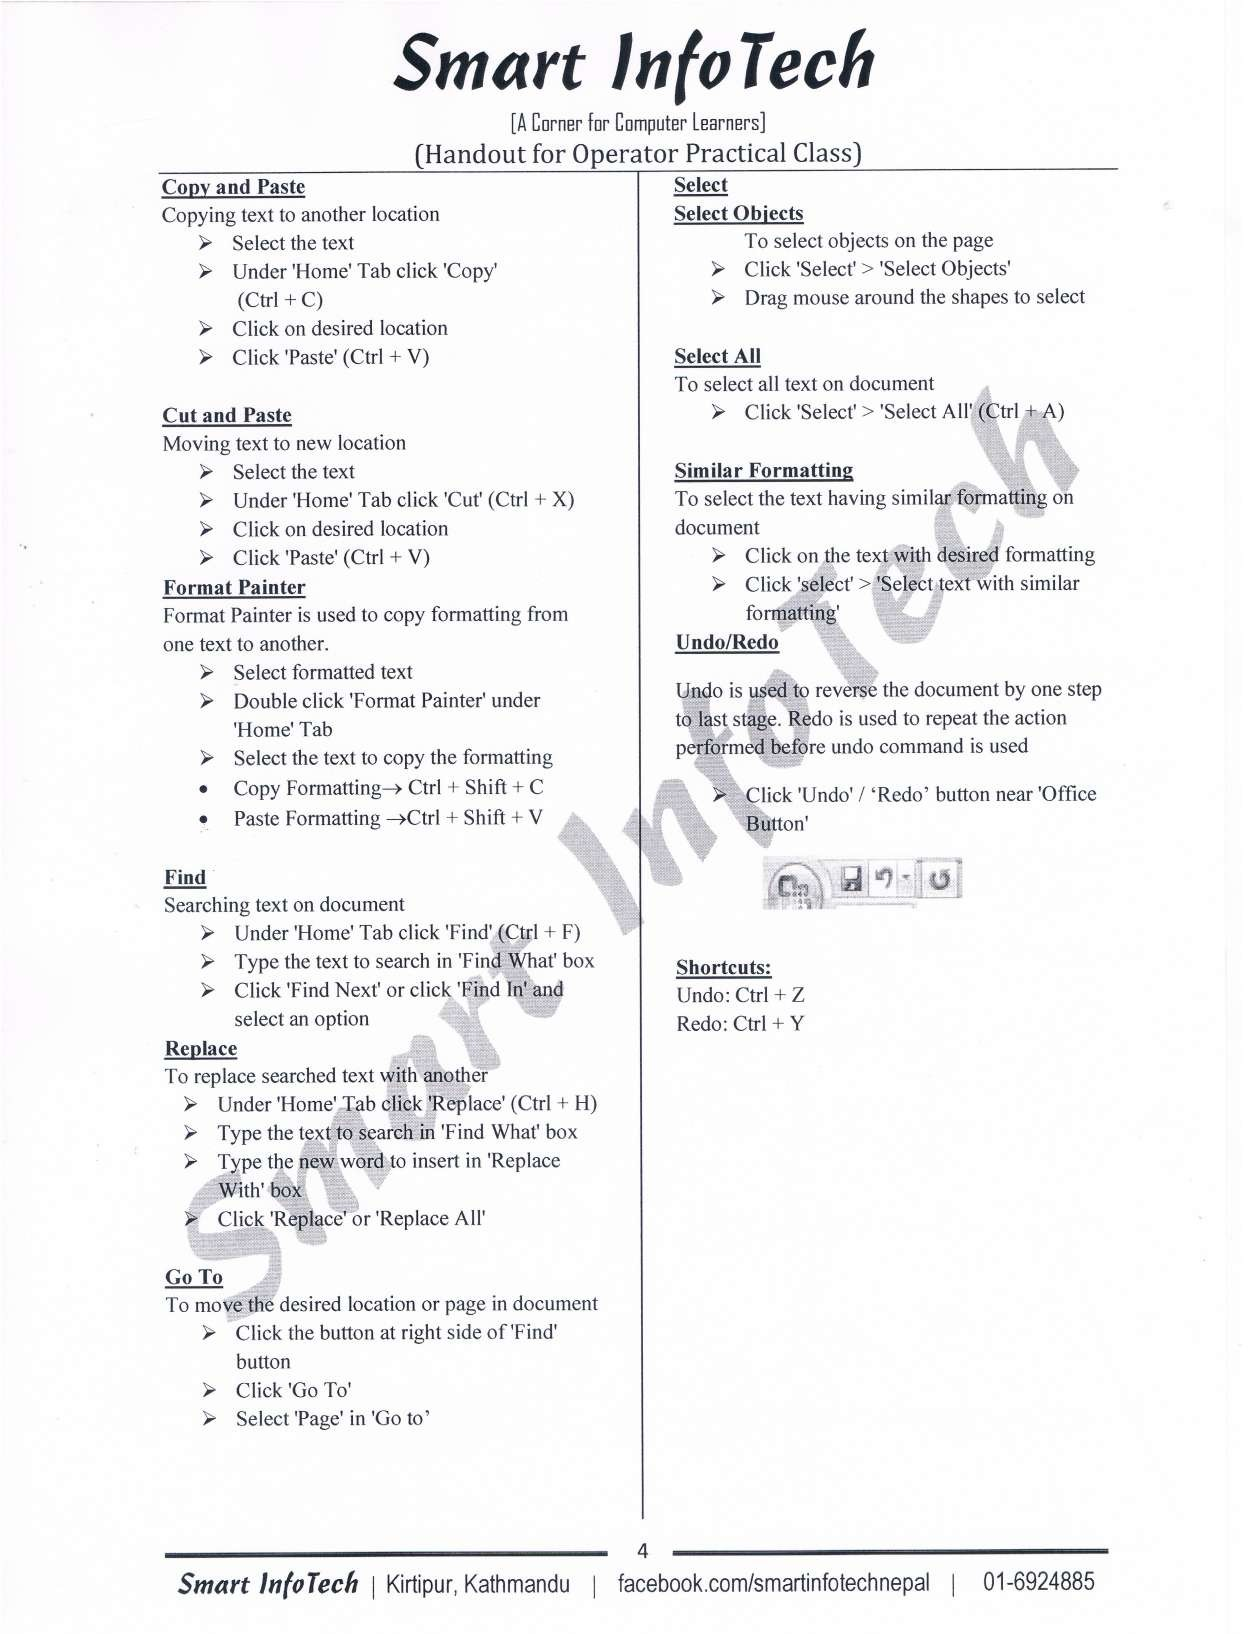 Smart InfoTech
[A Corner for Computer Learners]
(Handout for Operator Practical Class)
Copy and Paste
Copying text to another location
➢ Select the text
➢ Under 'Home' Tab click 'Copy'
(Ctrl + C)
➢ Click on desired location
➢ Click 'Paste' (Ctrl + V)
Cut and Paste
Moving text to new location
➢ Select the text
➢ Under 'Home' Tab click 'Cut' (Ctrl + X)
➢ Click on desired location
➢ Click 'Paste' (Ctrl + V)
Format Painter
Format Painter is used to copy formatting from
one text to another.
➢ Select formatted text
➢ Double click 'Format Painter' under
'Home' Tab
➢ Select the text to copy the formatting
• Copy Formatting→ Ctrl + Shift + C
• Paste Formatting →Ctrl + Shift + V
Find
Searching text on document
➢ Under 'Home' Tab click 'Find' (Ctrl + F)
➢ Type the text to search in 'Find What' box
➢ Click 'Find Next' or click 'Find In' and
select an option
Replace
To replace searched text with another
➢ Under 'Home' Tab click 'Replace' (Ctrl + H)
➢ Type the text to search in 'Find What' box
➢ Type the new word to insert in 'Replace
With' box
➢ Click 'Replace' or 'Replace All'
Go To
To move the desired location or page in document
➢ Click the button at right side of 'Find'
button
➢ Click 'Go To'
➢ Select 'Page' in 'Go to’
Select
Select Objects
To select objects on the page
➢ Click 'Select' > 'Select Objects'
➢ Drag mouse around the shapes to select
Select All
To select all text on document
➢ Click 'Select' > 'Select All' (Ctrl + A)
Similar Formatting
To select the text having similar formatting on
document
➢ Click on the text with desired formatting
➢ Click 'select' > 'Select text with similar
formatting'
Undo/Redo
Undo is used to reverse the document by one step
to last stage. Redo is used to repeat the action
performed before undo command is used
➢ Click 'Undo' / ‘Redo’ button near 'Office
Button'
Shortcuts:
Undo: Ctrl + Z
Redo: Ctrl + Y
Smart InfoTech
4
Smart InfoTech | Kirtipur, Kathmandu | facebook.com/smartinfotechnepal | 01-6924885